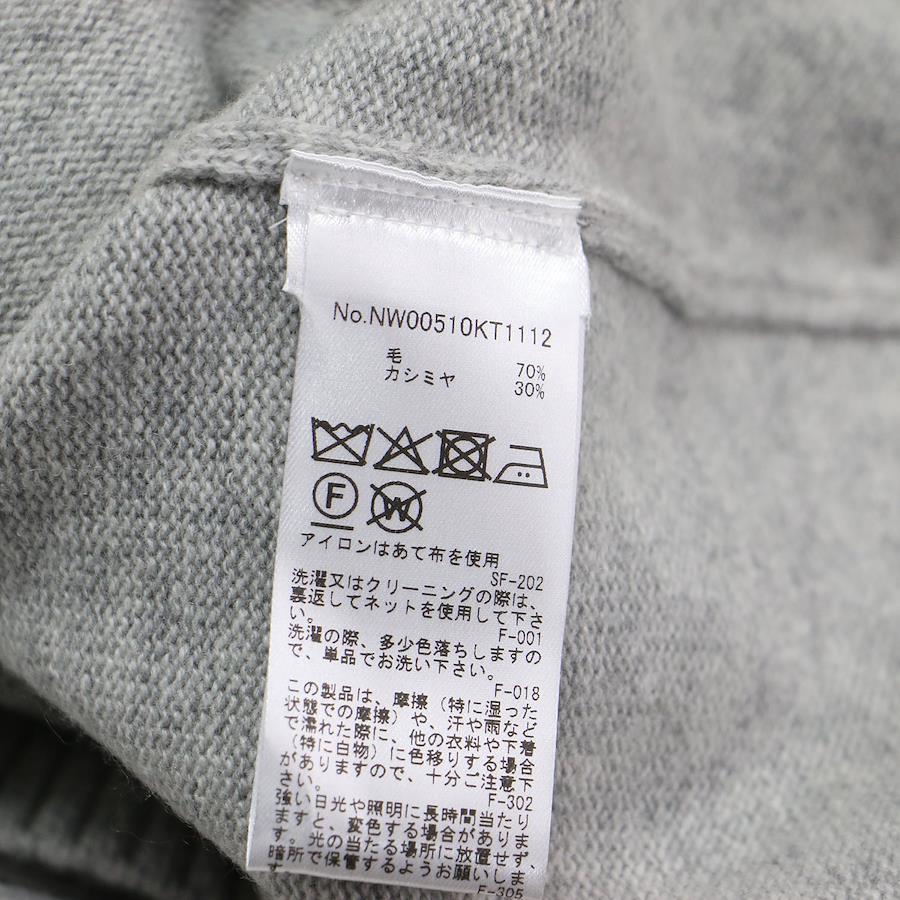 No.NW00510KT1112
毛 70%
カシミヤ 30%
F W
アイロンはあて布を使用
SF-202
洗濯又はクリーニングの際は、
裏返してネットを使用して下さ
い。 F-001
洗濯の際、多少色落ちしますの
で、単品でお洗い下さい。
F-018
この製品は、摩擦（特に湿った
状態での摩擦）や、汗や雨など
で濡れた際に、他の衣料や下着
（特に白物）に色移りする場合
がありますので、十分ご注意下
さい。 F-302
強い日光や照明に長時間当たり
ますと、変色する場合がありま
す。光の当たる場所に放置せず、
暗所で保管するようお願いしま
す。 F-305